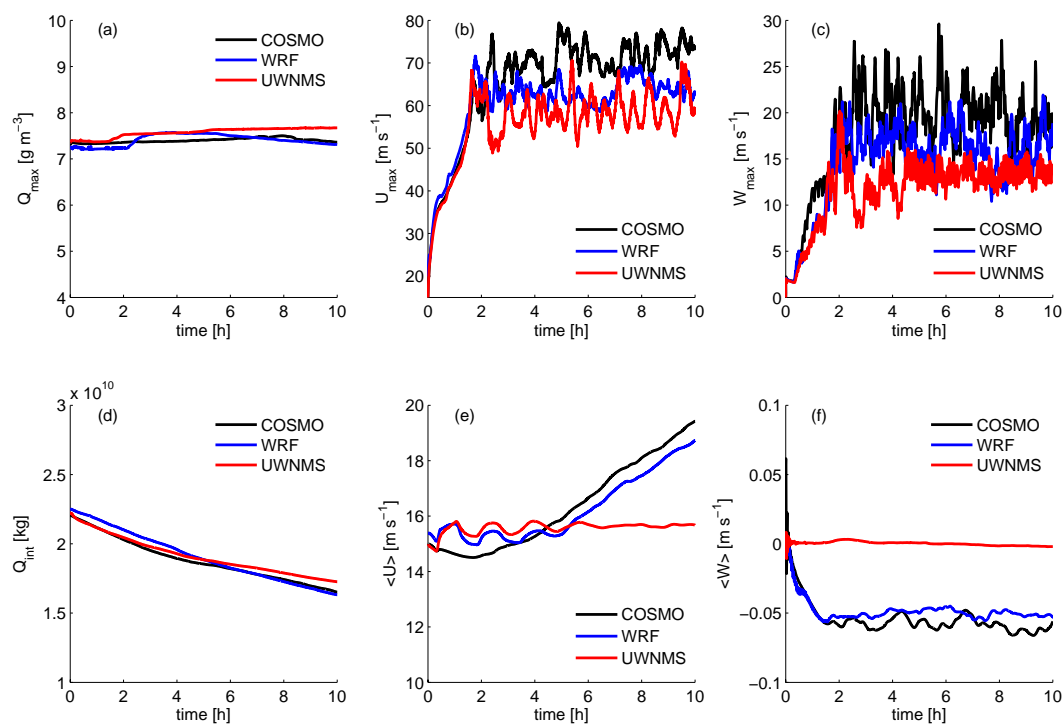 (a)
COSMO
WRF
UWNMS
10
9
8
7
6
5
4
Q_max [g m⁻³]
0 2 4 6 8 10
time [h]
(b)
80
70
60
50
40
30
20
U_max [m s⁻¹]
COSMO
WRF
UWNMS
0 2 4 6 8 10
time [h]
(c)
30
25
20
15
10
5
0
W_max [m s⁻¹]
COSMO
WRF
UWNMS
0 2 4 6 8 10
time [h]
x 10¹⁰
(d)
COSMO
WRF
UWNMS
3
2.5
2
1.5
1
Q_int [kg]
0 2 4 6 8 10
time [h]
(e)
20
18
16
14
12
10
<U> [m s⁻¹]
COSMO
WRF
UWNMS
0 2 4 6 8 10
time [h]
(f)
COSMO
WRF
UWNMS
0.1
0.05
0
−0.05
−0.1
<W> [m s⁻¹]
0 2 4 6 8 10
time [h]